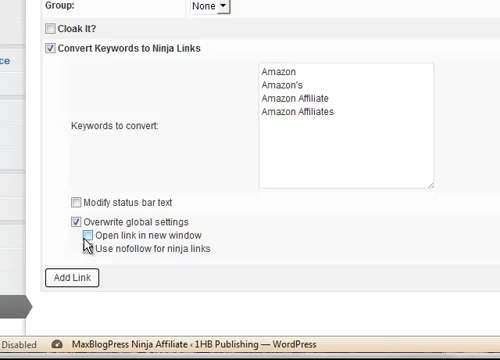 Group: None
Cloak It?
ce
Convert Keywords to Ninja Links
Amazon
Amazon's
Amazon Affiliate
Amazon Affiliates
Keywords to convert:
Modify status bar text
Overwrite global settings
Open link in new window
Use nofollow for ninja links
Add Link
Disabled MaxBlogPress Ninja Affiliate ‹ 1HB Publishing — WordPress